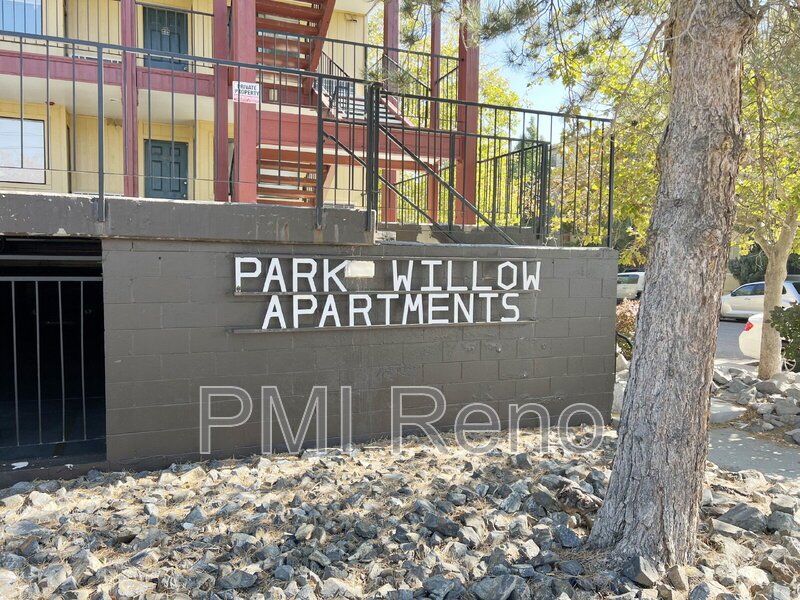 PRIVATE
PROPERTY
PARK WILLOW
APARTMENTS
PMI Reno